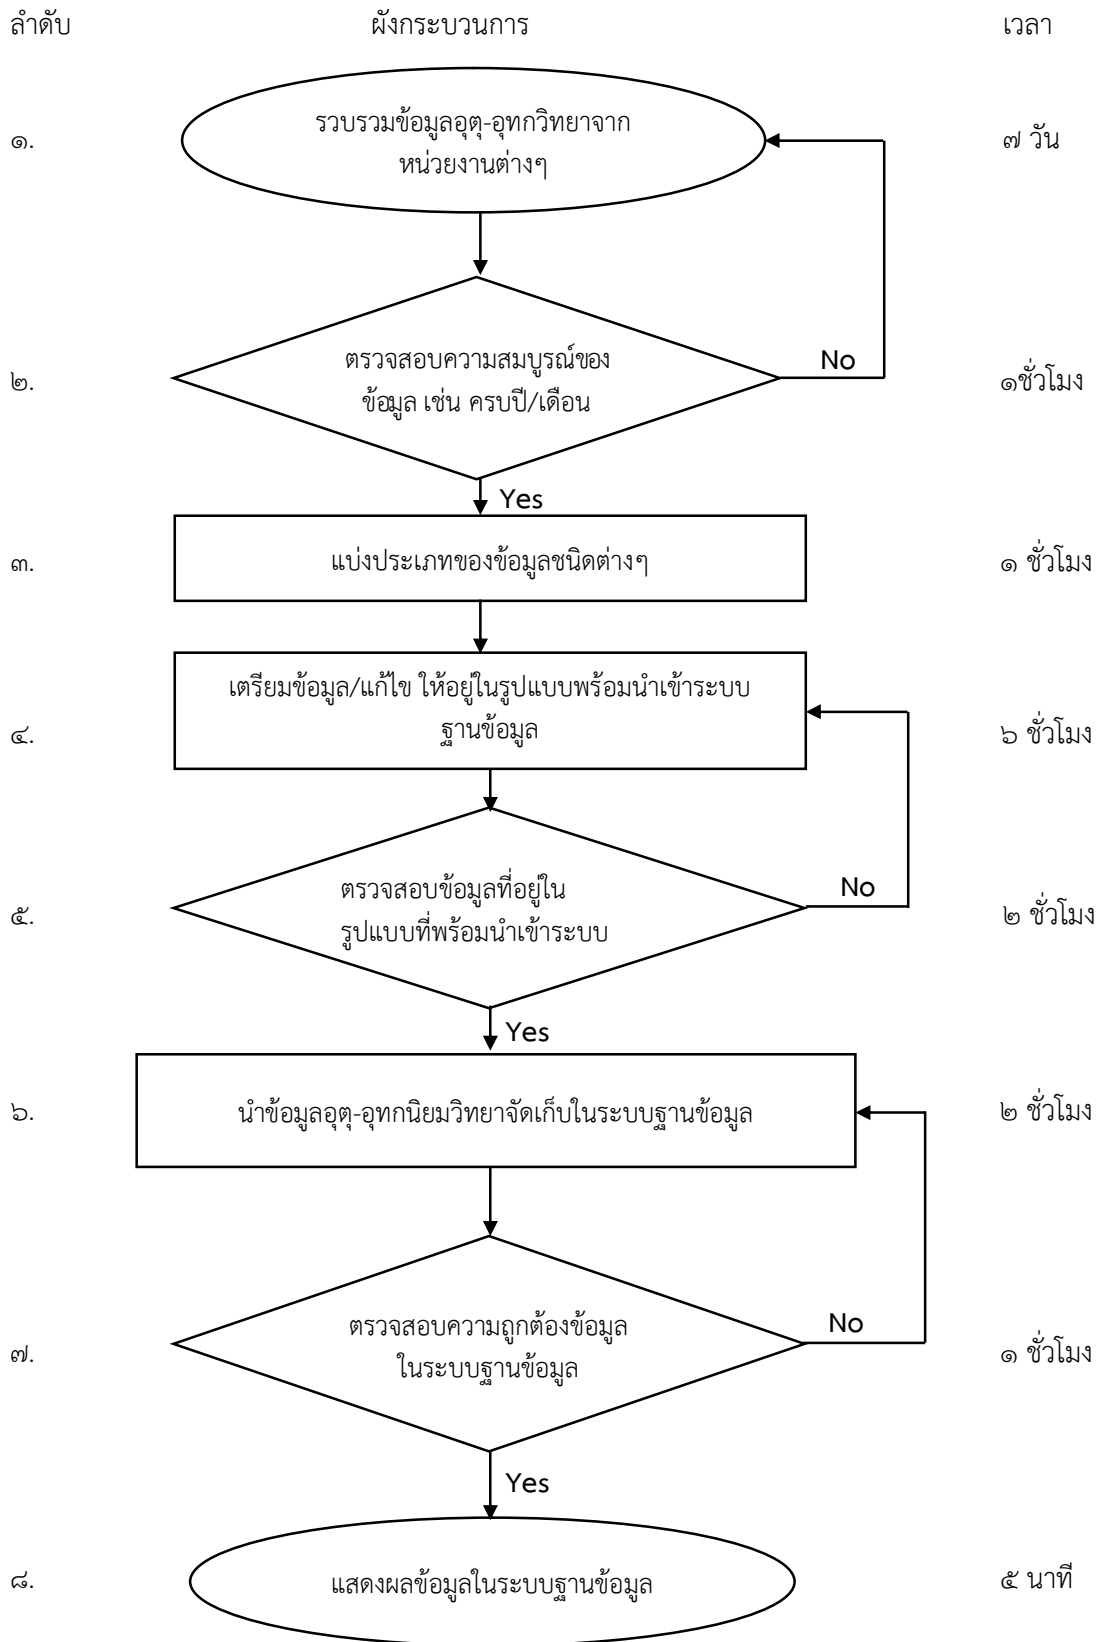 ลำดับ ผังกระบวนการ เวลา
๑. รวบรวมข้อมูลอุตุ-อุทกวิทยาจาก ๗ วัน
หน่วยงานต่างๆ
ตรวจสอบความสมบูรณ์ของ No
๒. ข้อมูล เช่น ครบปี/เดือน ๑ชั่วโมง
Yes
๓. แบ่งประเภทของข้อมูลชนิดต่างๆ ๑ ชั่วโมง
เตรียมข้อมูล/แก้ไข ให้อยู่ในรูปแบบพร้อมนำเข้าระบบ
๔. ฐานข้อมูล ๖ ชั่วโมง
ตรวจสอบข้อมูลที่อยู่ใน No
๕. รูปแบบที่พร้อมนำเข้าระบบ ๒ ชั่วโมง
Yes
๖. นำข้อมูลอุตุ-อุทกนิยมวิทยาจัดเก็บในระบบฐานข้อมูล ๒ ชั่วโมง
ตรวจสอบความถูกต้องข้อมูล No
๗. ในระบบฐานข้อมูล ๑ ชั่วโมง
Yes
๘. แสดงผลข้อมูลในระบบฐานข้อมูล ๕ นาที